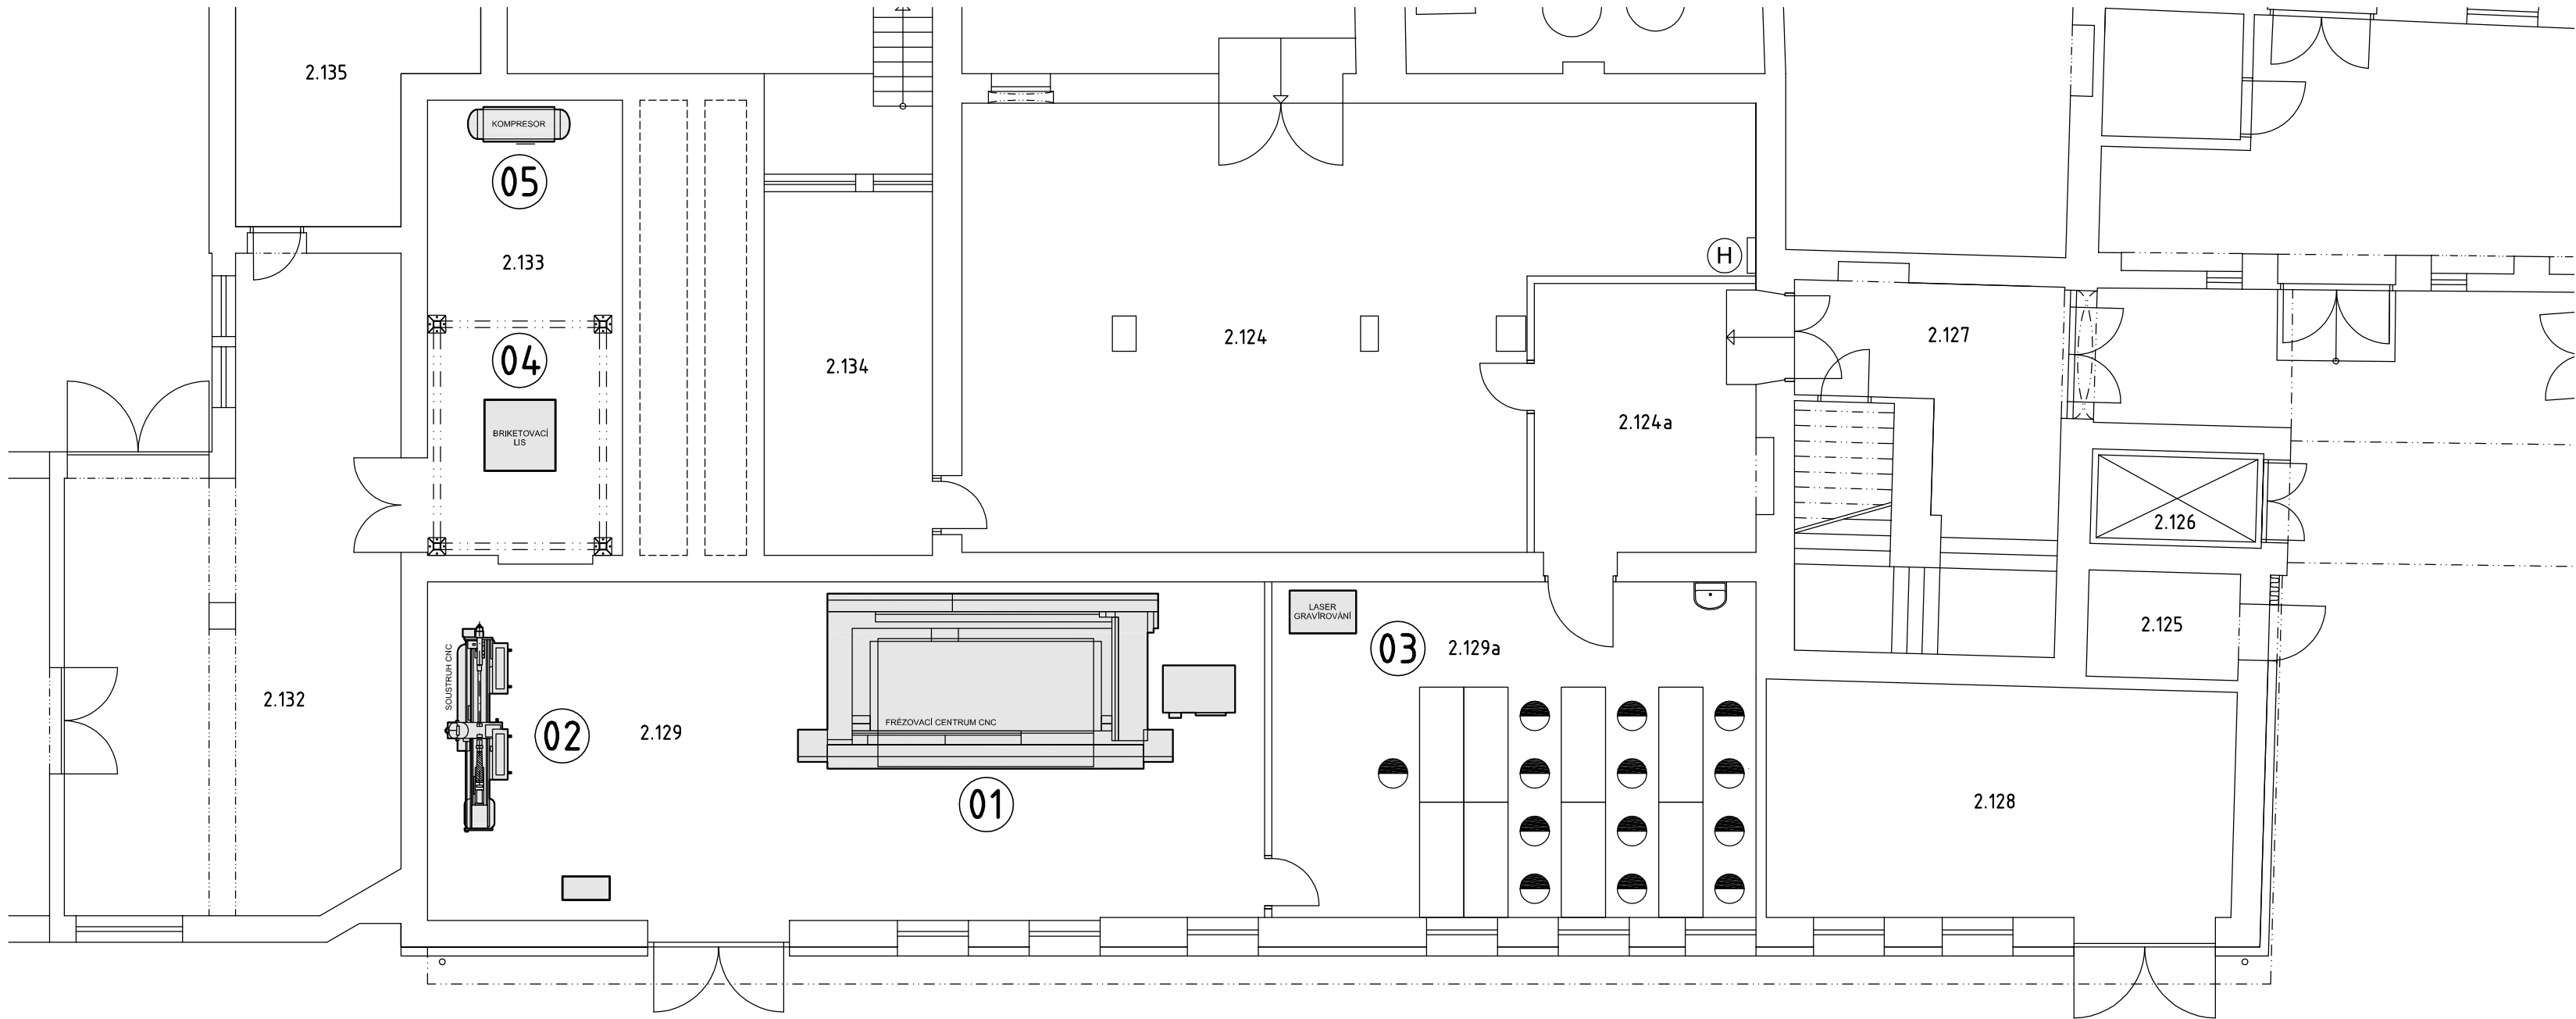 2.135
KOMPRESOR
05
2.133
H
04
2.127
2.124
2.134
2.124a
BRIKETOVACÍ
LIS
2.126
LASER
GRAVÍROVÁNÍ
2.125
03
2.129a
SOUSTRUH CNC
2.132
FRÉZOVACÍ CENTRUM CNC
02
2.129
01
2.128